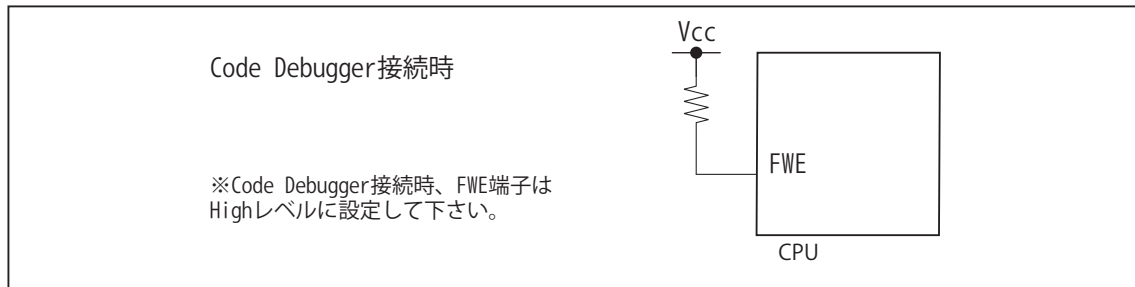 Code Debugger接続時
※Code Debugger接続時、FWE端子は
Highレベルに設定して下さい。
Vcc
FWE
CPU